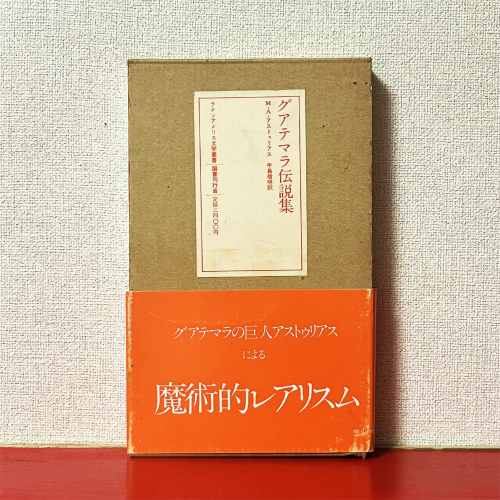 グアテマラ伝説集
M・A・アストゥリアス 牛島信明訳
ラテンアメリカ文学叢書 国書刊行会 定価二四〇〇円
グアテマラの巨人アストゥリアス
による
魔術的レアリスム